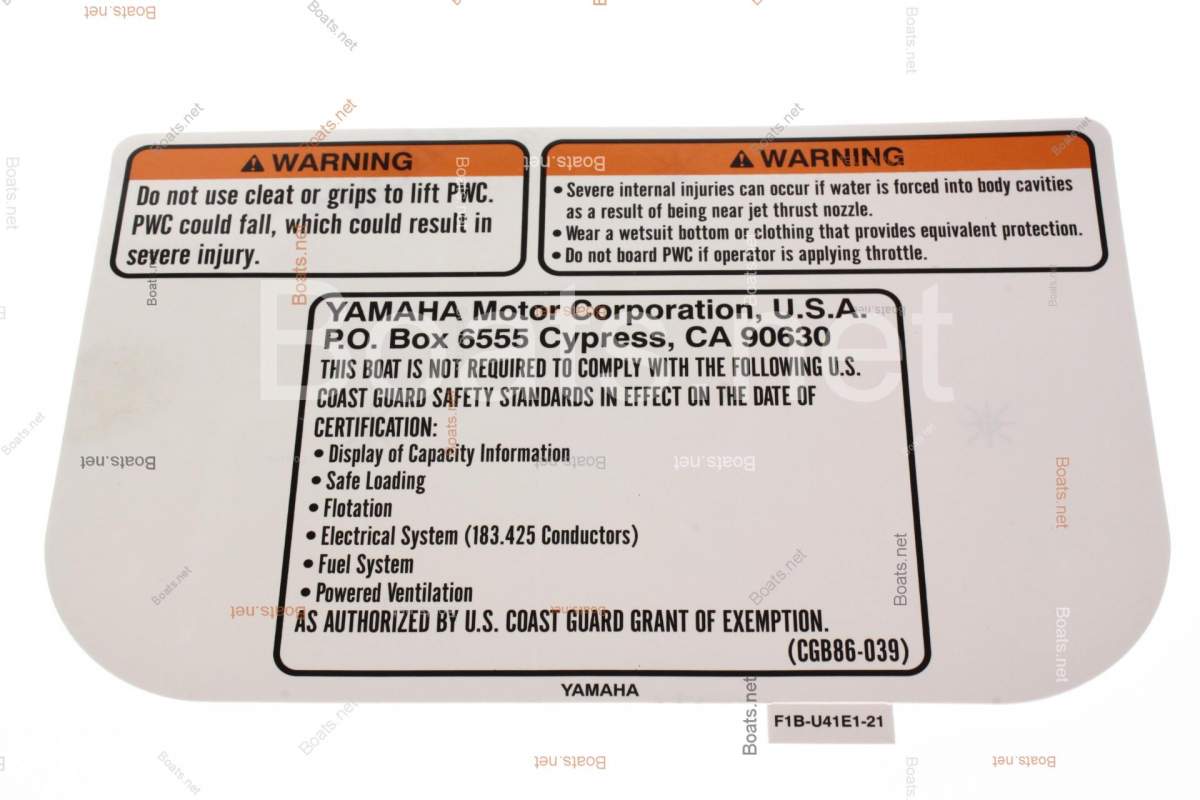 ⚠ WARNING
Do not use cleat or grips to lift PWC.
PWC could fall, which could result in
severe injury.
⚠ WARNING
• Severe internal injuries can occur if water is forced into body cavities
as a result of being near jet thrust nozzle.
• Wear a wetsuit bottom or clothing that provides equivalent protection.
• Do not board PWC if operator is applying throttle.
YAMAHA Motor Corporation, U.S.A.
P.O. Box 6555 Cypress, CA 90630
THIS BOAT IS NOT REQUIRED TO COMPLY WITH THE FOLLOWING U.S.
COAST GUARD SAFETY STANDARDS IN EFFECT ON THE DATE OF
CERTIFICATION:
• Display of Capacity Information
• Safe Loading
• Flotation
• Electrical System (183.425 Conductors)
• Fuel System
• Powered Ventilation
AS AUTHORIZED BY U.S. COAST GUARD GRANT OF EXEMPTION.
(CGB86-039)
YAMAHA
F1B-U41E1-21
Boats.net